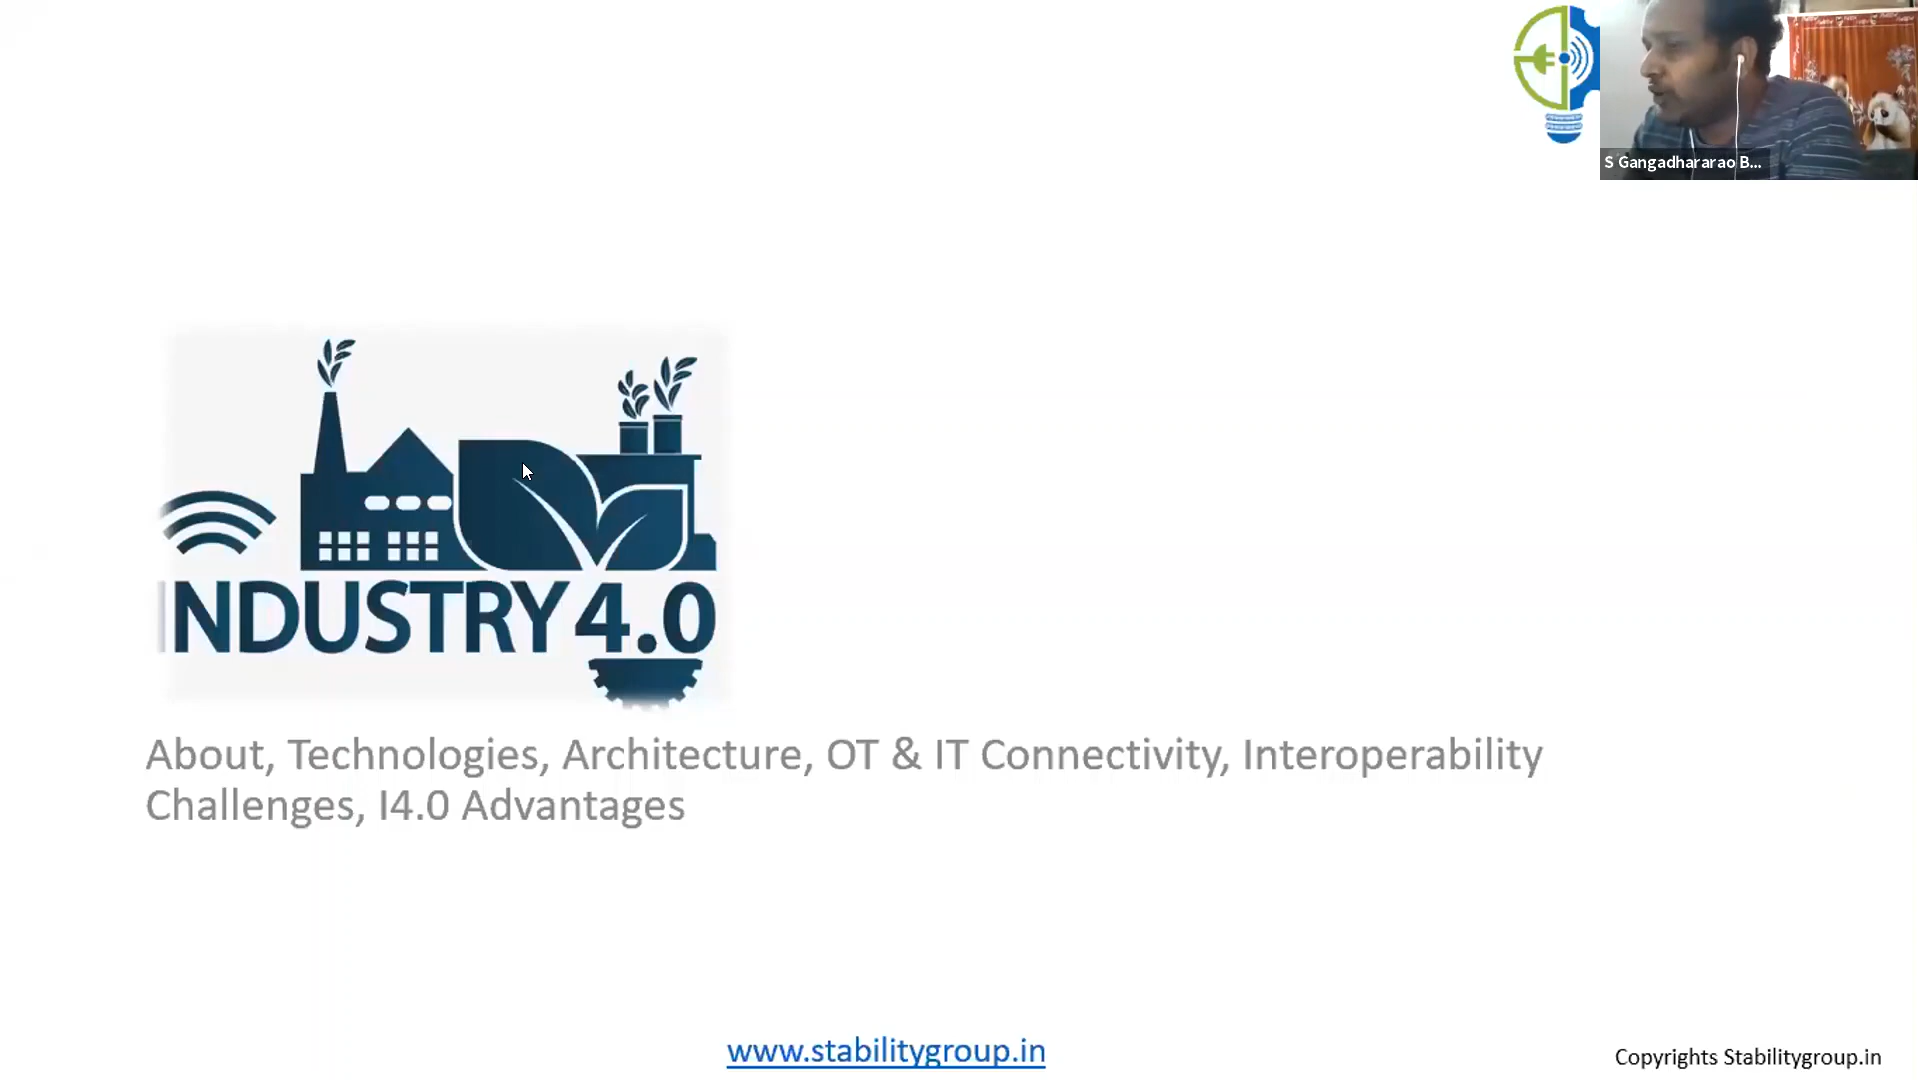 S Gangadhararao B...
INDUSTRY 4.0
About, Technologies, Architecture, OT & IT Connectivity, Interoperability
Challenges, I4.0 Advantages
www.stabilitygroup.in
Copyrights Stabilitygroup.in